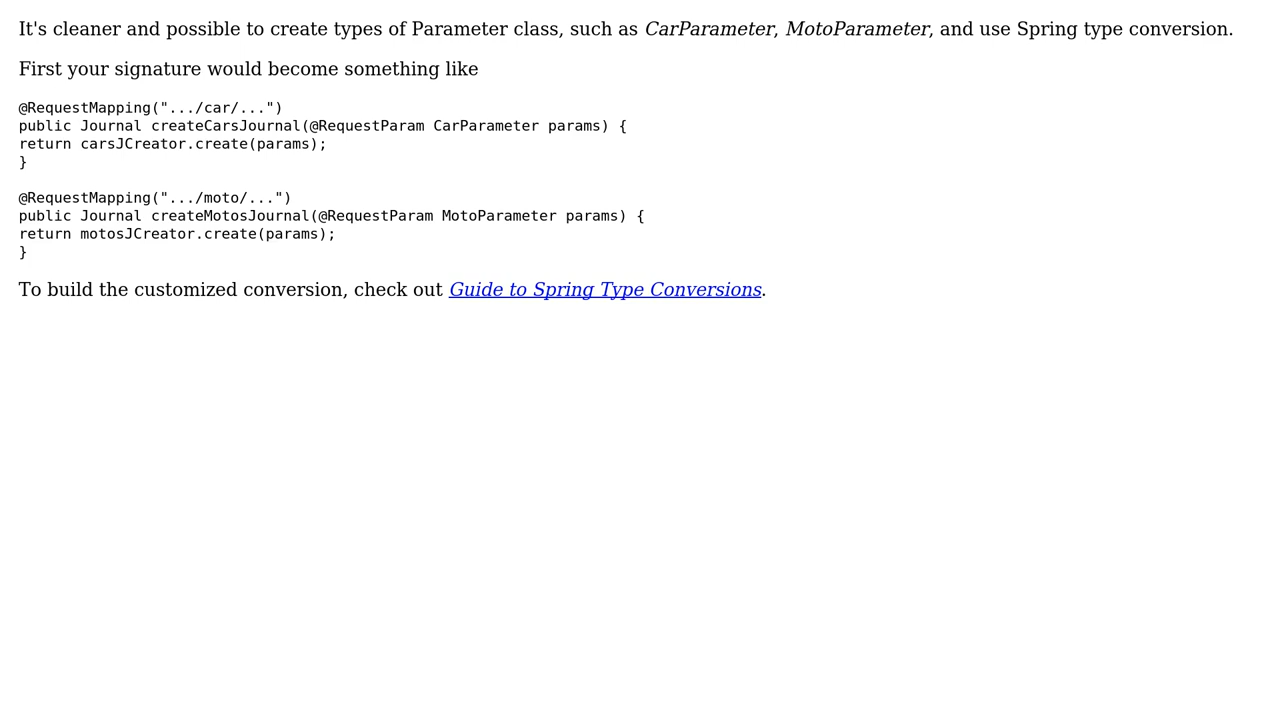 It's cleaner and possible to create types of Parameter class, such as CarParameter, MotoParameter, and use Spring type conversion.
First your signature would become something like
@RequestMapping(".../car/...")
public Journal createCarsJournal(@RequestParam CarParameter params) {
return carsJCreator.create(params);
}
@RequestMapping(".../moto/...")
public Journal createMotosJournal(@RequestParam MotoParameter params) {
return motosJCreator.create(params);
}
To build the customized conversion, check out Guide to Spring Type Conversions.